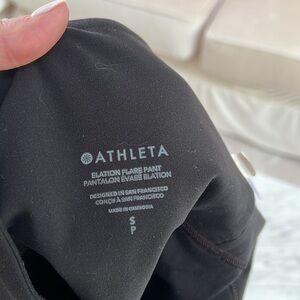 ATHLETA
ELATION FLARE PANT
PANTALON ÉVASÉ ELATION
DESIGNED IN SAN FRANCISCO
CONÇU À SAN FRANCISCO
MADE IN CAMBODIA
S
P